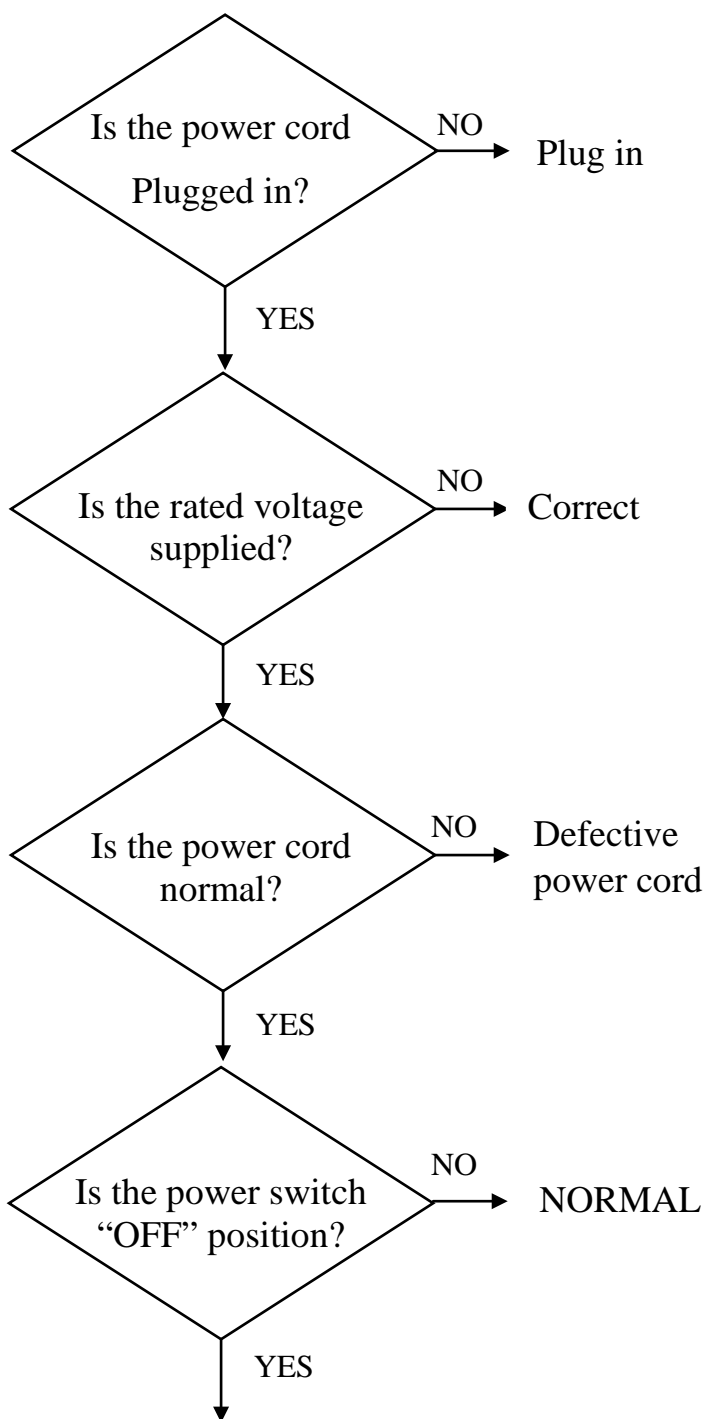 Is the power cord
Plugged in?
NO
Plug in
YES
Is the rated voltage
supplied?
NO
Correct
YES
Is the power cord
normal?
NO
Defective
power cord
YES
Is the power switch
“OFF” position?
NO
NORMAL
YES